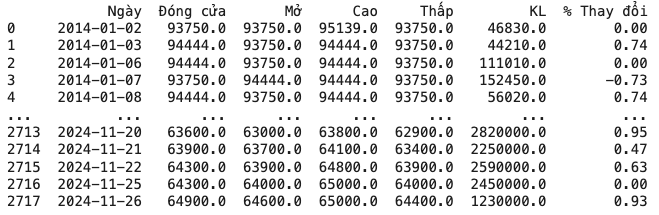 Ngày Đóng cửa Mở Cao Thấp KL % Thay đổi
0 2014-01-02 93750.0 93750.0 95139.0 93750.0 46830.0 0.00
1 2014-01-03 94444.0 93750.0 94444.0 93750.0 44210.0 0.74
2 2014-01-06 94444.0 93750.0 94444.0 93750.0 111010.0 0.00
3 2014-01-07 93750.0 94444.0 94444.0 93750.0 152450.0 -0.73
4 2014-01-08 94444.0 93750.0 94444.0 93750.0 56020.0 0.74
... ... ... ... ... ... ... ...
2713 2024-11-20 63600.0 63000.0 63800.0 62900.0 2820000.0 0.95
2714 2024-11-21 63900.0 63700.0 64100.0 63400.0 2250000.0 0.47
2715 2024-11-22 64300.0 63900.0 64800.0 63900.0 2590000.0 0.63
2716 2024-11-25 64300.0 64000.0 65000.0 64000.0 2450000.0 0.00
2717 2024-11-26 64900.0 64600.0 65000.0 64400.0 1230000.0 0.93